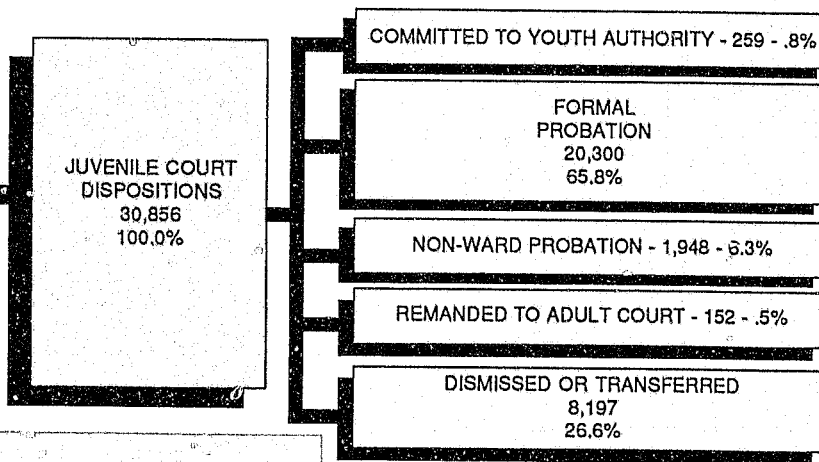 JUVENILE COURT
DISPOSITIONS
30,856
100.0%
COMMITTED TO YOUTH AUTHORITY - 259 - .8%
FORMAL
PROBATION
20,300
65.8%
NON-WARD PROBATION - 1,948 - 6.3%
REMANDED TO ADULT COURT - 152 - .5%
DISMISSED OR TRANSFERRED
8,197
26.6%